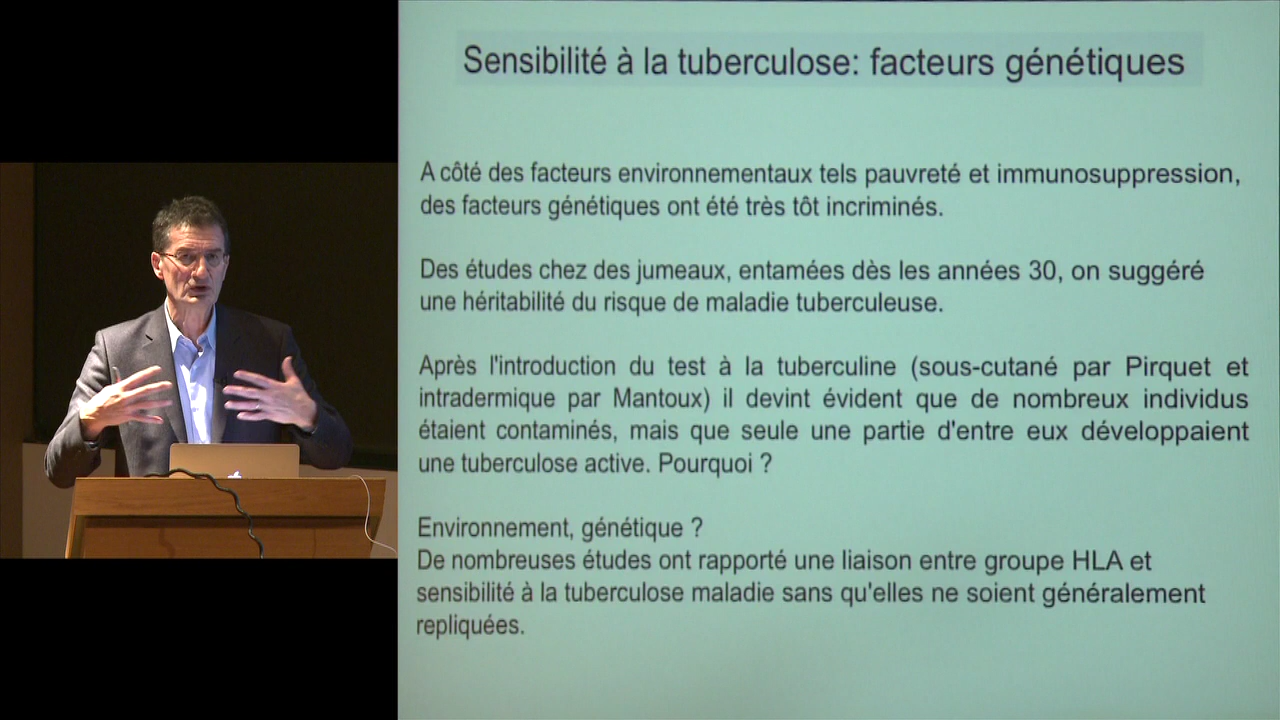 Sensibilité à la tuberculose: facteurs génétiques
A côté des facteurs environnementaux tels pauvreté et immunosuppression,
des facteurs génétiques ont été très tôt incriminés.
Des études chez des jumeaux, entamées dès les années 30, on suggéré
une héritabilité du risque de maladie tuberculeuse.
Après l'introduction du test à la tuberculine (sous-cutané par Pirquet et
intradermique par Mantoux) il devint évident que de nombreux individus
étaient contaminés, mais que seule une partie d'entre eux développaient
une tuberculose active. Pourquoi ?
Environnement, génétique ?
De nombreuses études ont rapporté une liaison entre groupe HLA et
sensibilité à la tuberculose maladie sans qu'elles ne soient généralement
repliquées.